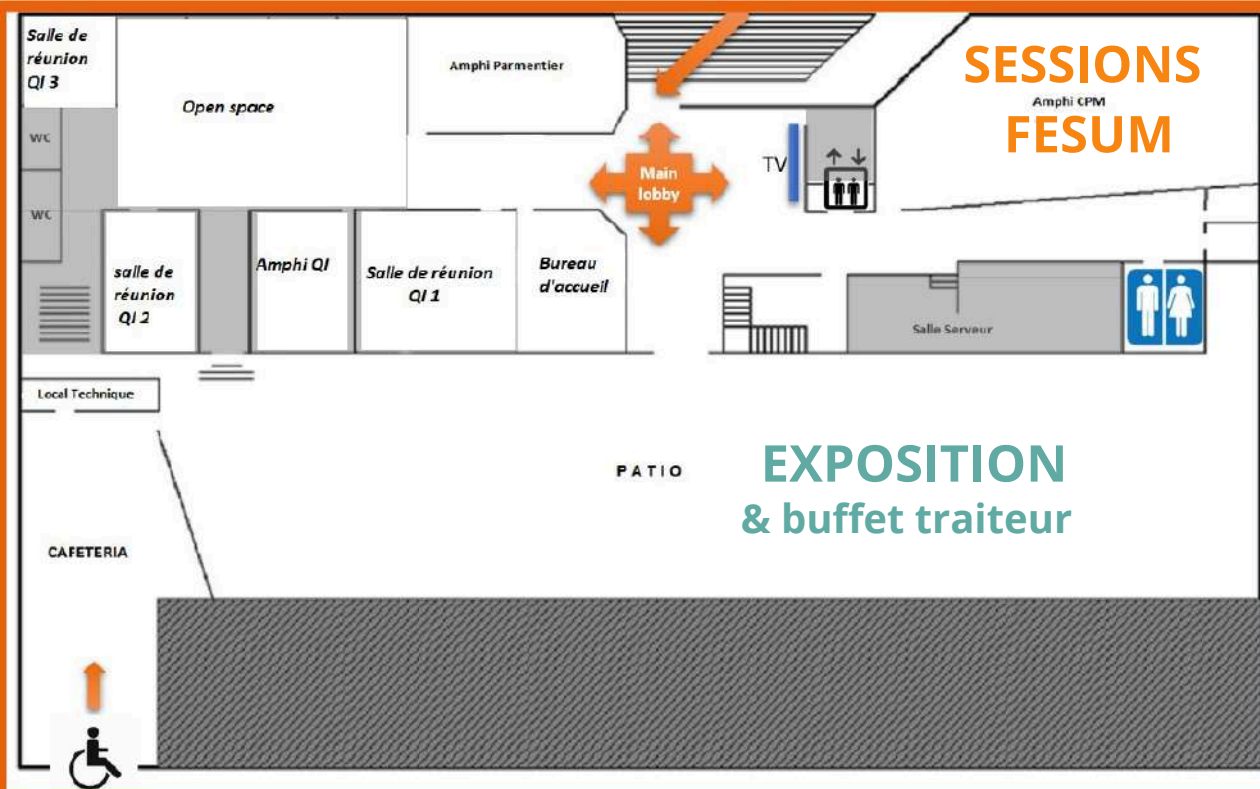 Salle de
réunion
QI 3
Open space
Amphi Parmentier
SESSIONS
Amphi CPM
FESUM
WC
WC
Main
lobby
TV
salle de
réunion
QI 2
Amphi QI
Salle de réunion
QI 1
Bureau
d'accueil
Salle Serveur
Local Technique
PATIO
EXPOSITION
& buffet traiteur
CAFETERIA